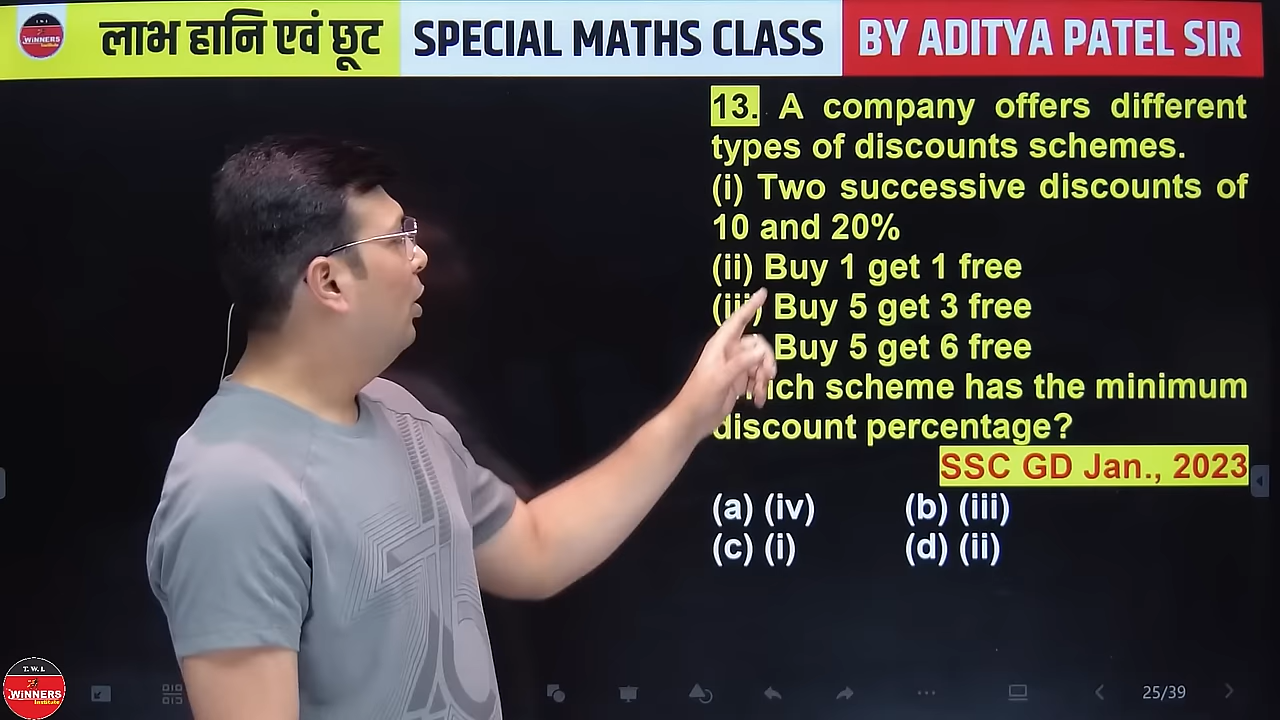 लाभ हानि एवं छूट SPECIAL MATHS CLASS BY ADITYA PATEL SIR
13. A company offers different
types of discounts schemes.
(i) Two successive discounts of
10 and 20%
(ii) Buy 1 get 1 free
(iii) Buy 5 get 3 free
Buy 5 get 6 free
scheme has the minimum
discount percentage?
SSC GD Jan., 2023
(a) (iv) (b) (iii)
(c) (i) (d) (ii)
T. W. I.
WiNNERS
Institute
25/39